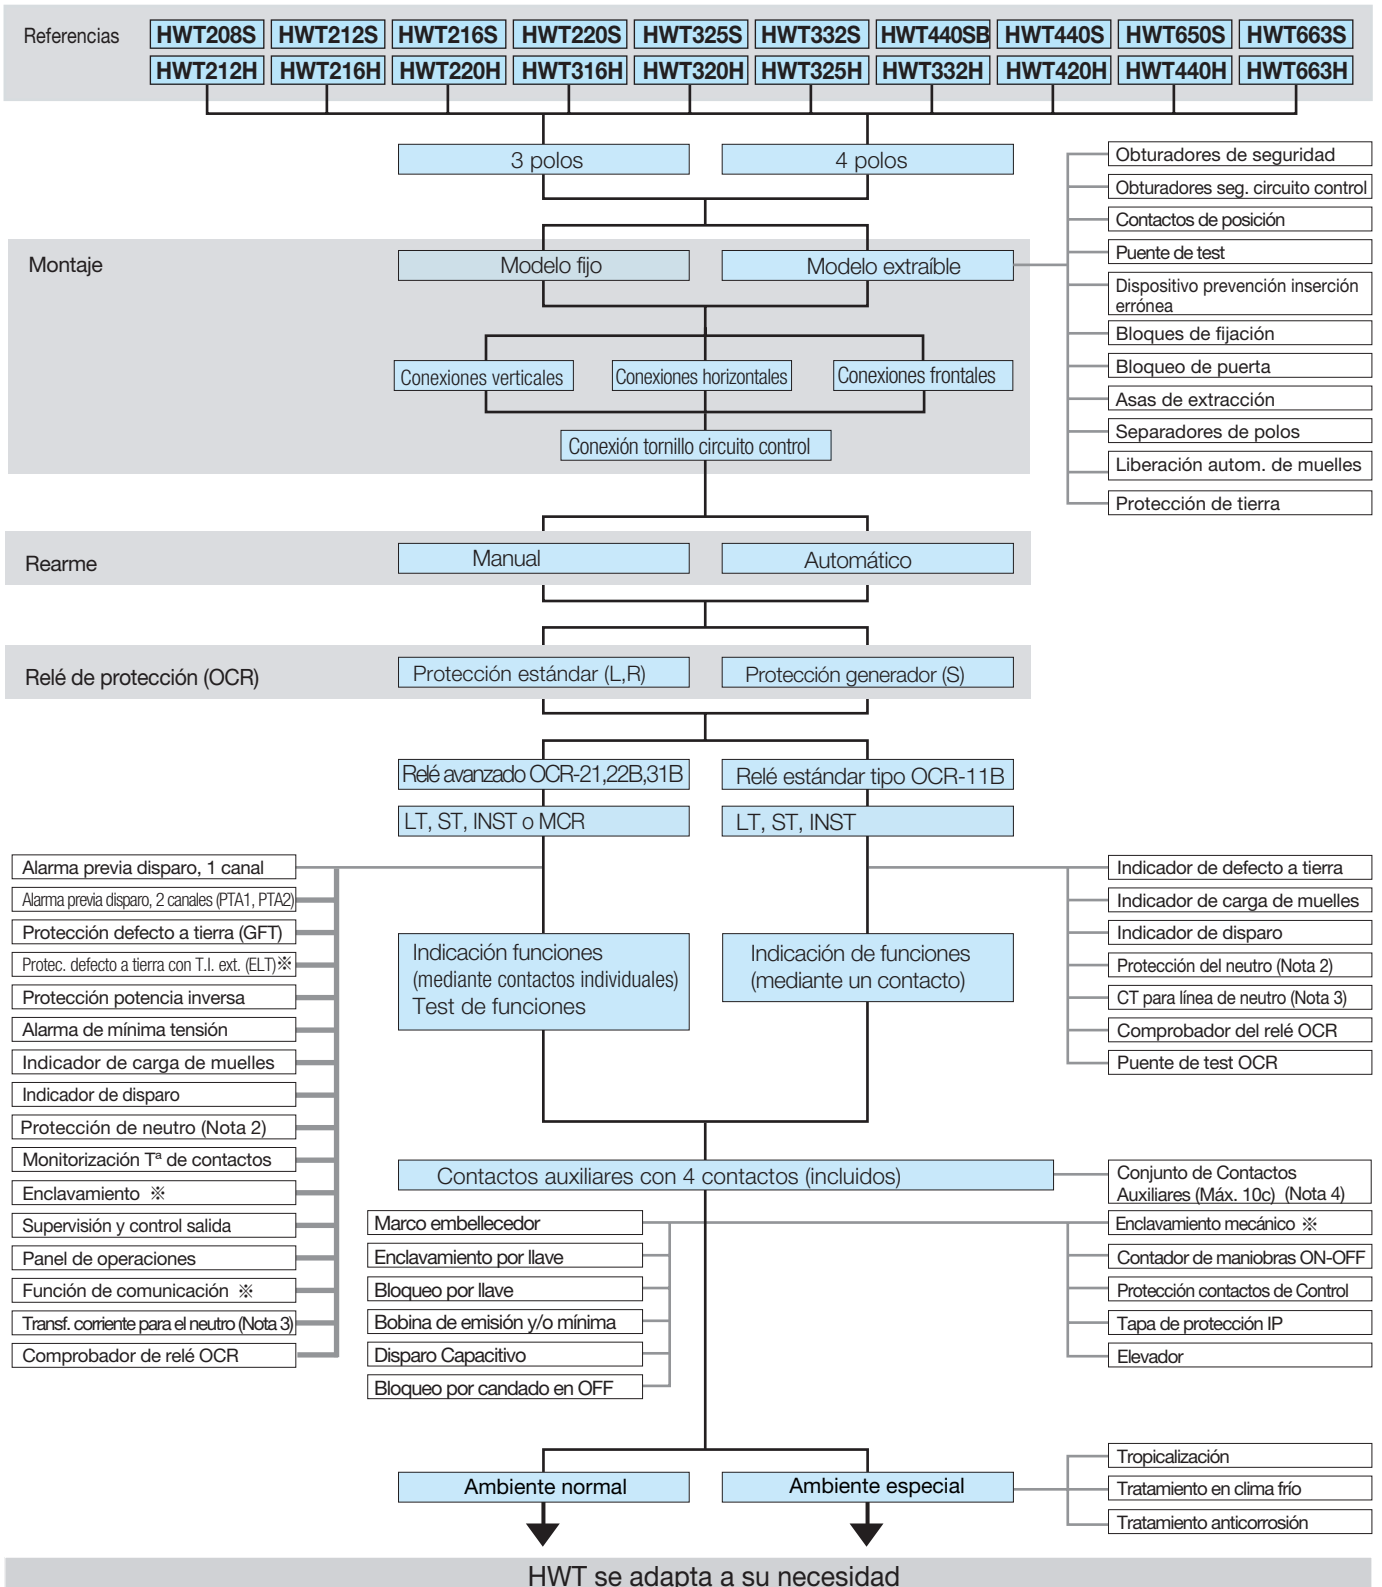 Referencias
HWT208S HWT212S HWT216S HWT220S HWT325S HWT332S HWT440SB HWT440S HWT650S HWT663S
HWT212H HWT216H HWT220H HWT316H HWT320H HWT325H HWT332H HWT420H HWT440H HWT663H
3 polos
4 polos
Obturadores de seguridad
Obturadores seg. circuito control
Contactos de posición
Puente de test
Dispositivo prevención inserción
errónea
Bloques de fijación
Bloqueo de puerta
Asas de extracción
Separadores de polos
Liberación autom. de muelles
Protección de tierra
Montaje
Modelo fijo
Modelo extraíble
Conexiones verticales
Conexiones horizontales
Conexiones frontales
Conexión tornillo circuito control
Rearme
Manual
Automático
Relé de protección (OCR)
Protección estándar (L,R)
Protección generador (S)
Relé avanzado OCR-21,22B,31B
Relé estándar tipo OCR-11B
LT, ST, INST o MCR
LT, ST, INST
Alarma previa disparo, 1 canal
Alarma previa disparo, 2 canales (PTA1, PTA2)
Protección defecto a tierra (GFT)
Protec. defecto a tierra con T.I. ext. (ELT)※
Protección potencia inversa
Alarma de mínima tensión
Indicador de carga de muelles
Indicador de disparo
Protección de neutro (Nota 2)
Monitorización Tª de contactos
Enclavamiento ※
Supervisión y control salida
Panel de operaciones
Función de comunicación ※
Transf. corriente para el neutro (Nota 3)
Comprobador de relé OCR
Indicación funciones
(mediante contactos individuales)
Test de funciones
Indicación de funciones
(mediante un contacto)
Indicador de defecto a tierra
Indicador de carga de muelles
Indicador de disparo
Protección del neutro (Nota 2)
CT para línea de neutro (Nota 3)
Comprobador del relé OCR
Puente de test OCR
Contactos auxiliares con 4 contactos (incluidos)
Conjunto de Contactos
Auxiliares (Máx. 10c) (Nota 4)
Marco embellecedor
Enclavamiento por llave
Bloqueo por llave
Bobina de emisión y/o mínima
Disparo Capacitivo
Bloqueo por candado en OFF
Enclavamiento mecánico ※
Contador de maniobras ON-OFF
Protección contactos de Control
Tapa de protección IP
Elevador
Ambiente normal
Ambiente especial
Tropicalización
Tratamiento en clima frío
Tratamiento anticorrosión
HWT se adapta a su necesidad